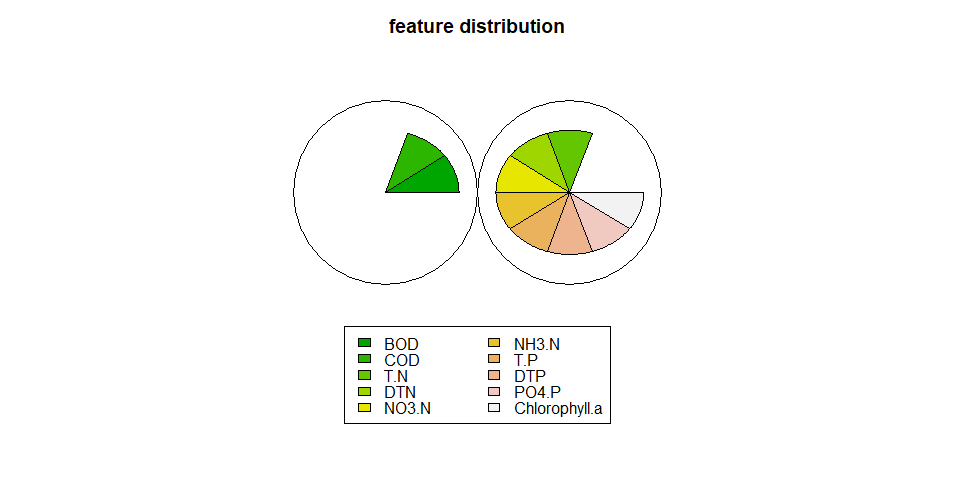 feature distribution
BOD
COD
T.N
DTN
NO3.N
NH3.N
T.P
DTP
PO4.P
Chlorophyll.a